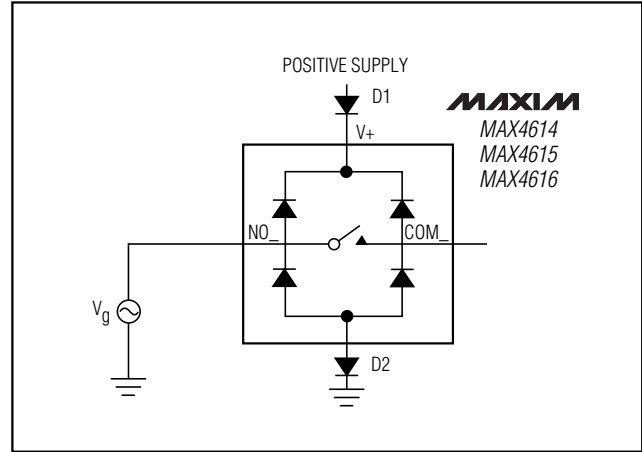 POSITIVE SUPPLY
D1
MAXIM
V+
MAX4614
MAX4615
MAX4616
NO_
COM_
Vg
D2